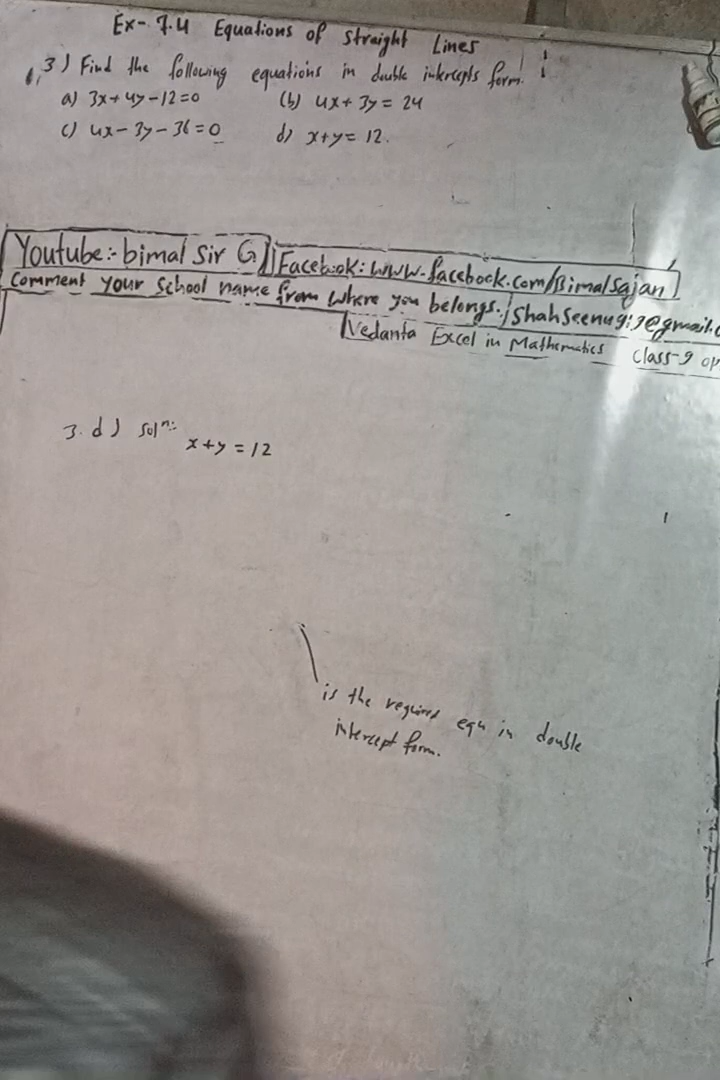 Ex- 7.4 Equations of straight Lines
3) Find the following equations in double intercepts form.
a) 3x+4y-12=0 (b) 4x+3y=24
c) 4x-3y-36=0 d) x+y=12.
Youtube:- bimal Sir G Facebook: www.facebook.com/Bimalsajan
Comment your school name from where you belongs.
Vedanta Excel in Mathematics class-9 op
3. d) Solⁿ:-
x+y=12
is the required equ in double
intercept form.